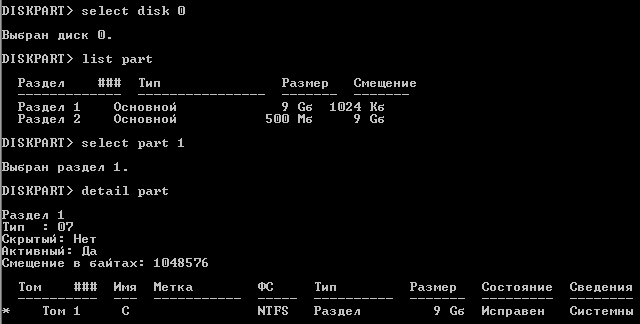 DISKPART> select disk 0
Выбран диск 0.
DISKPART> list part
Раздел ### Тип Размер Смещение
------------- ---------------- ------- --------
Раздел 1 Основной 9 Gб 1024 Kб
Раздел 2 Основной 500 Mб 9 Gб
DISKPART> select part 1
Выбран раздел 1.
DISKPART> detail part
Раздел 1
Тип : 07
Скрытый: Нет
Активный: Да
Смещение в байтах: 1048576
Том ### Имя Метка ФС Тип Размер Состояние Сведения
---------- --- ----------- ----- ---------- ------- --------- --------
* Том 1 C NTFS Раздел 9 Gб Исправен Системны